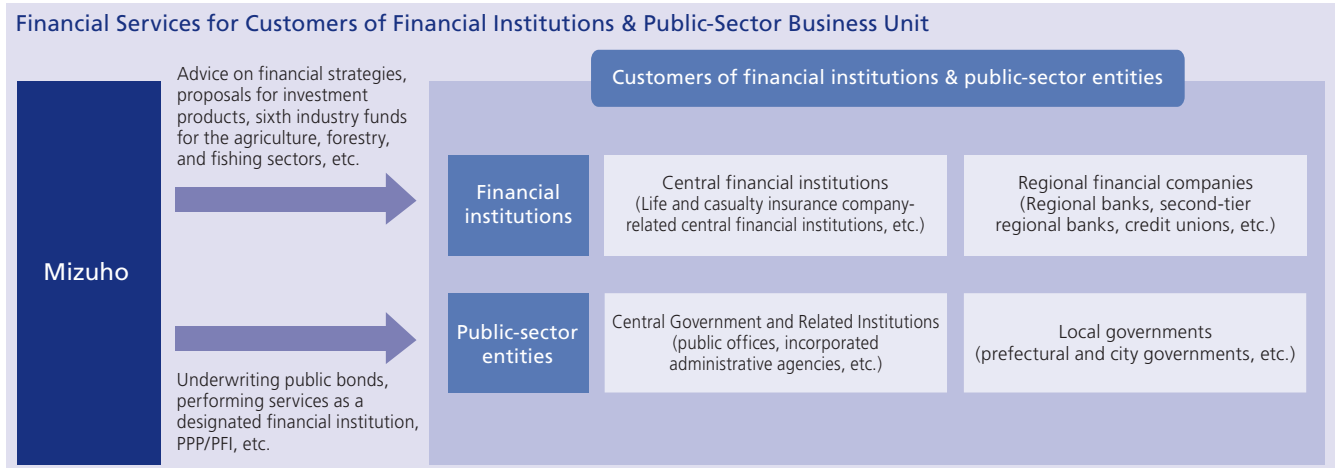 Financial Services for Customers of Financial Institutions & Public-Sector Business Unit
Mizuho
Advice on financial strategies,
proposals for investment
products, sixth industry funds
for the agriculture, forestry,
and fishing sectors, etc.
Underwriting public bonds,
performing services as a
designated financial institution,
PPP/PFI, etc.
Customers of financial institutions & public-sector entities
Financial
institutions
Central financial institutions
(Life and casualty insurance company-
related central financial institutions, etc.)
Regional financial companies
(Regional banks, second-tier
regional banks, credit unions, etc.)
Public-sector
entities
Central Government and Related Institutions
(public offices, incorporated
administrative agencies, etc.)
Local governments
(prefectural and city governments, etc.)